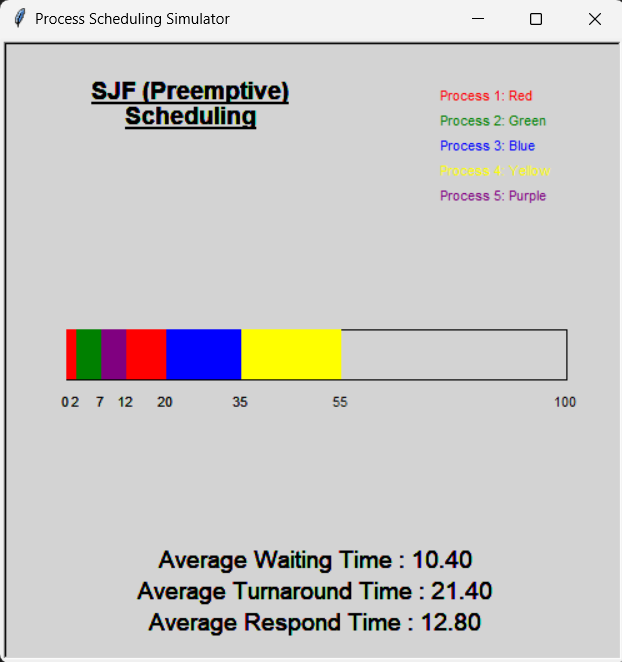 Process Scheduling Simulator
SJF (Preemptive)
Scheduling
Process 1: Red
Process 2: Green
Process 3: Blue
Process 4: Yellow
Process 5: Purple
0 2 7 12 20 35 55 100
Average Waiting Time : 10.40
Average Turnaround Time : 21.40
Average Respond Time : 12.80